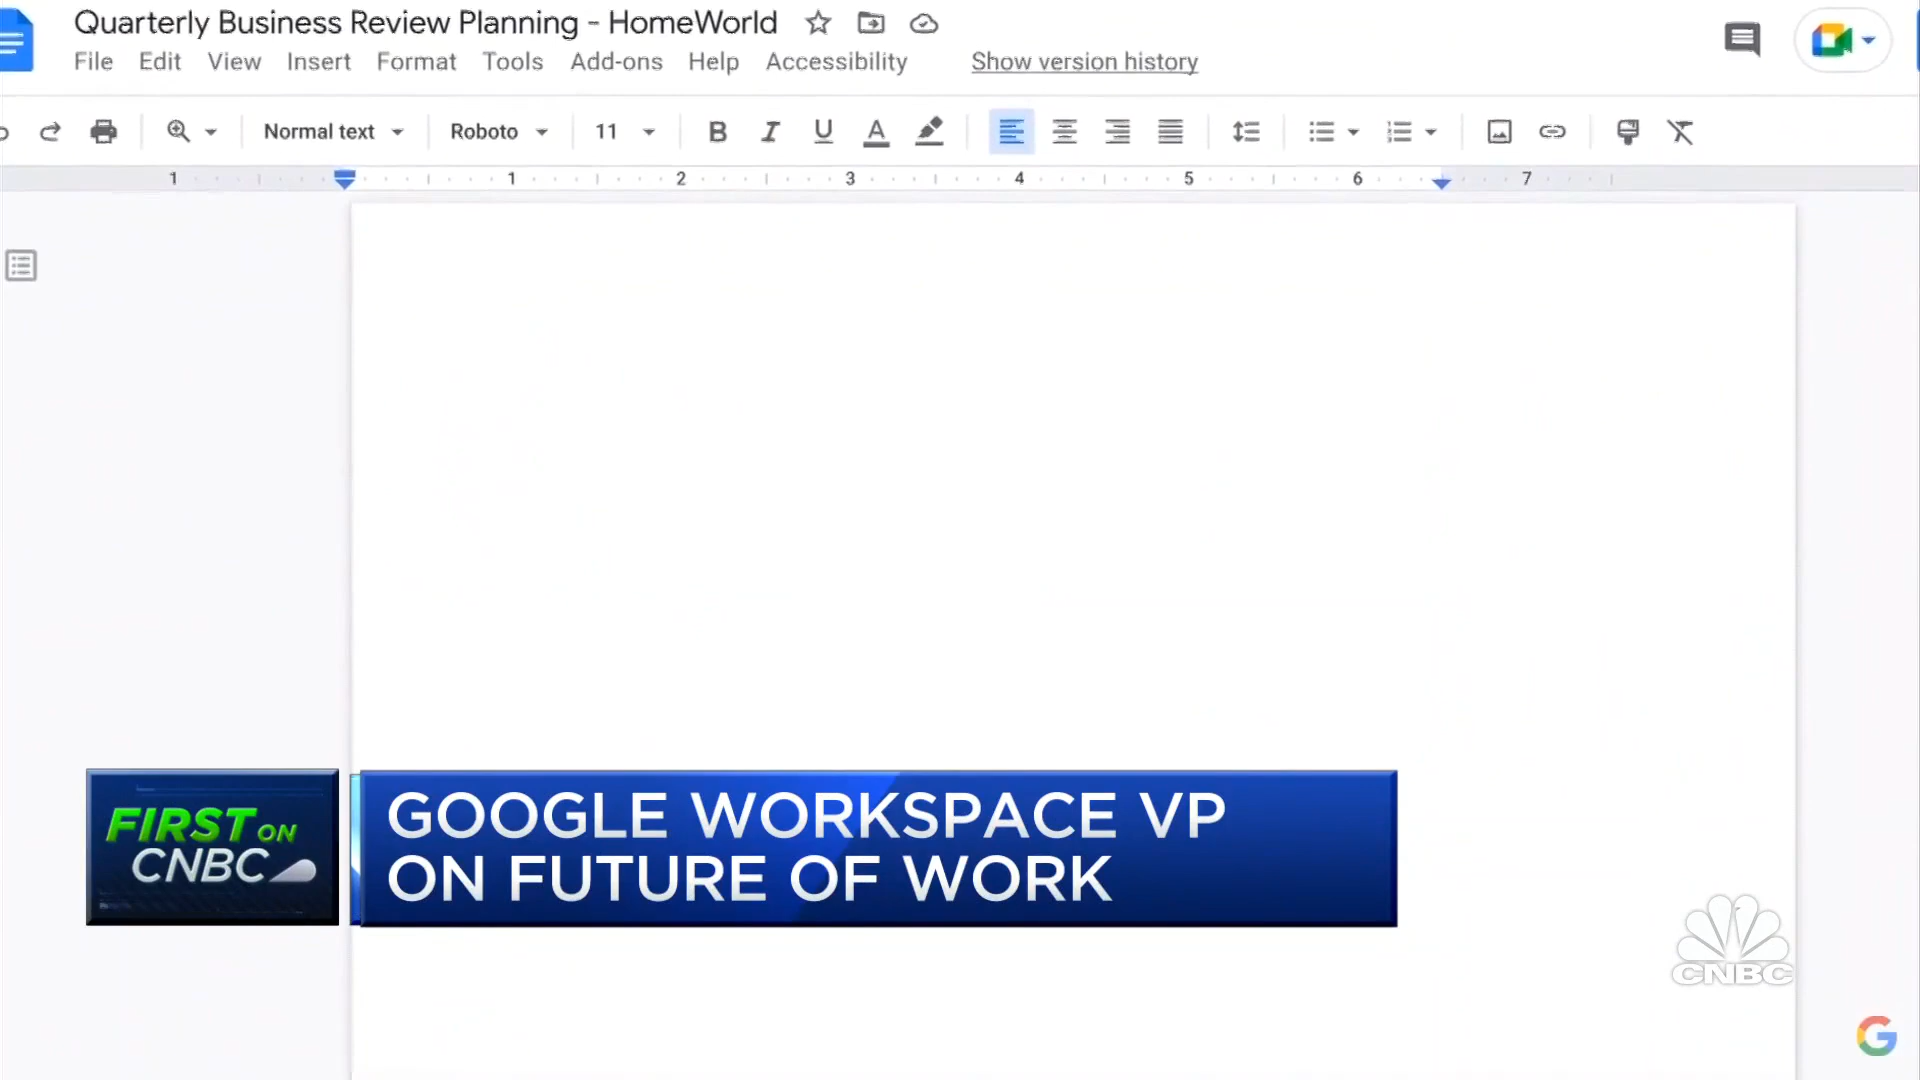 Quarterly Business Review Planning - HomeWorld
File Edit View Insert Format Tools Add-ons Help Accessibility Show version history
Normal text Roboto 11 B I U A
1 1 2 3 4 5 6 7
FIRST ON
CNBC
GOOGLE WORKSPACE VP
ON FUTURE OF WORK
CNBC
G